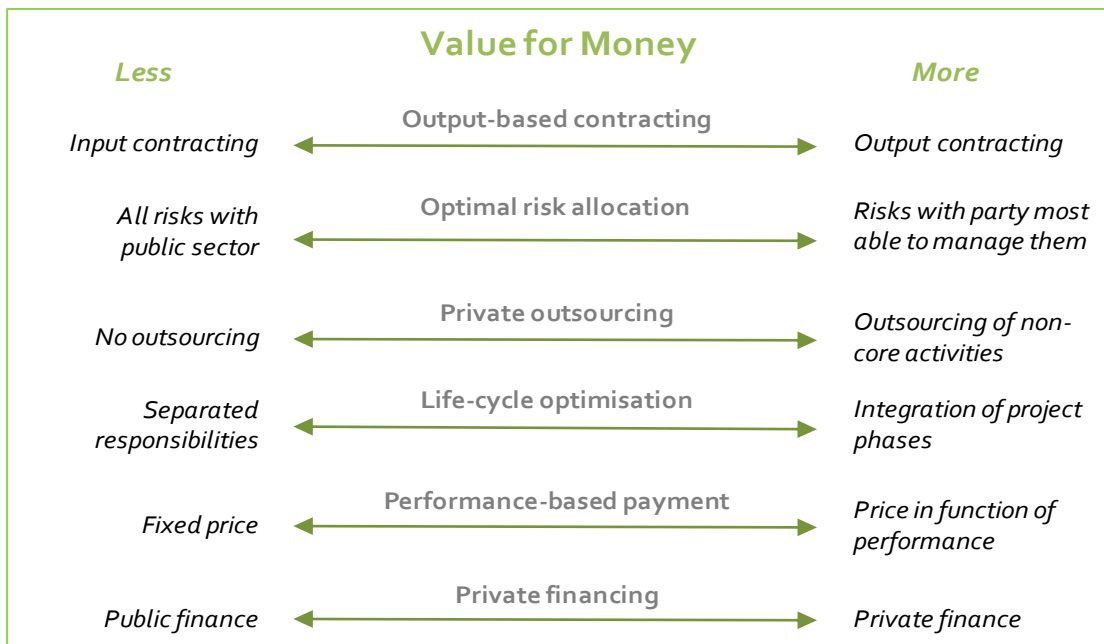 Value for Money
Less
More
Output-based contracting
Input contracting
Output contracting
Optimal risk allocation
All risks with
public sector
Risks with party most
able to manage them
Private outsourcing
No outsourcing
Outsourcing of non-
core activities
Life-cycle optimisation
Separated
responsibilities
Integration of project
phases
Performance-based payment
Fixed price
Price in function of
performance
Private financing
Public finance
Private finance